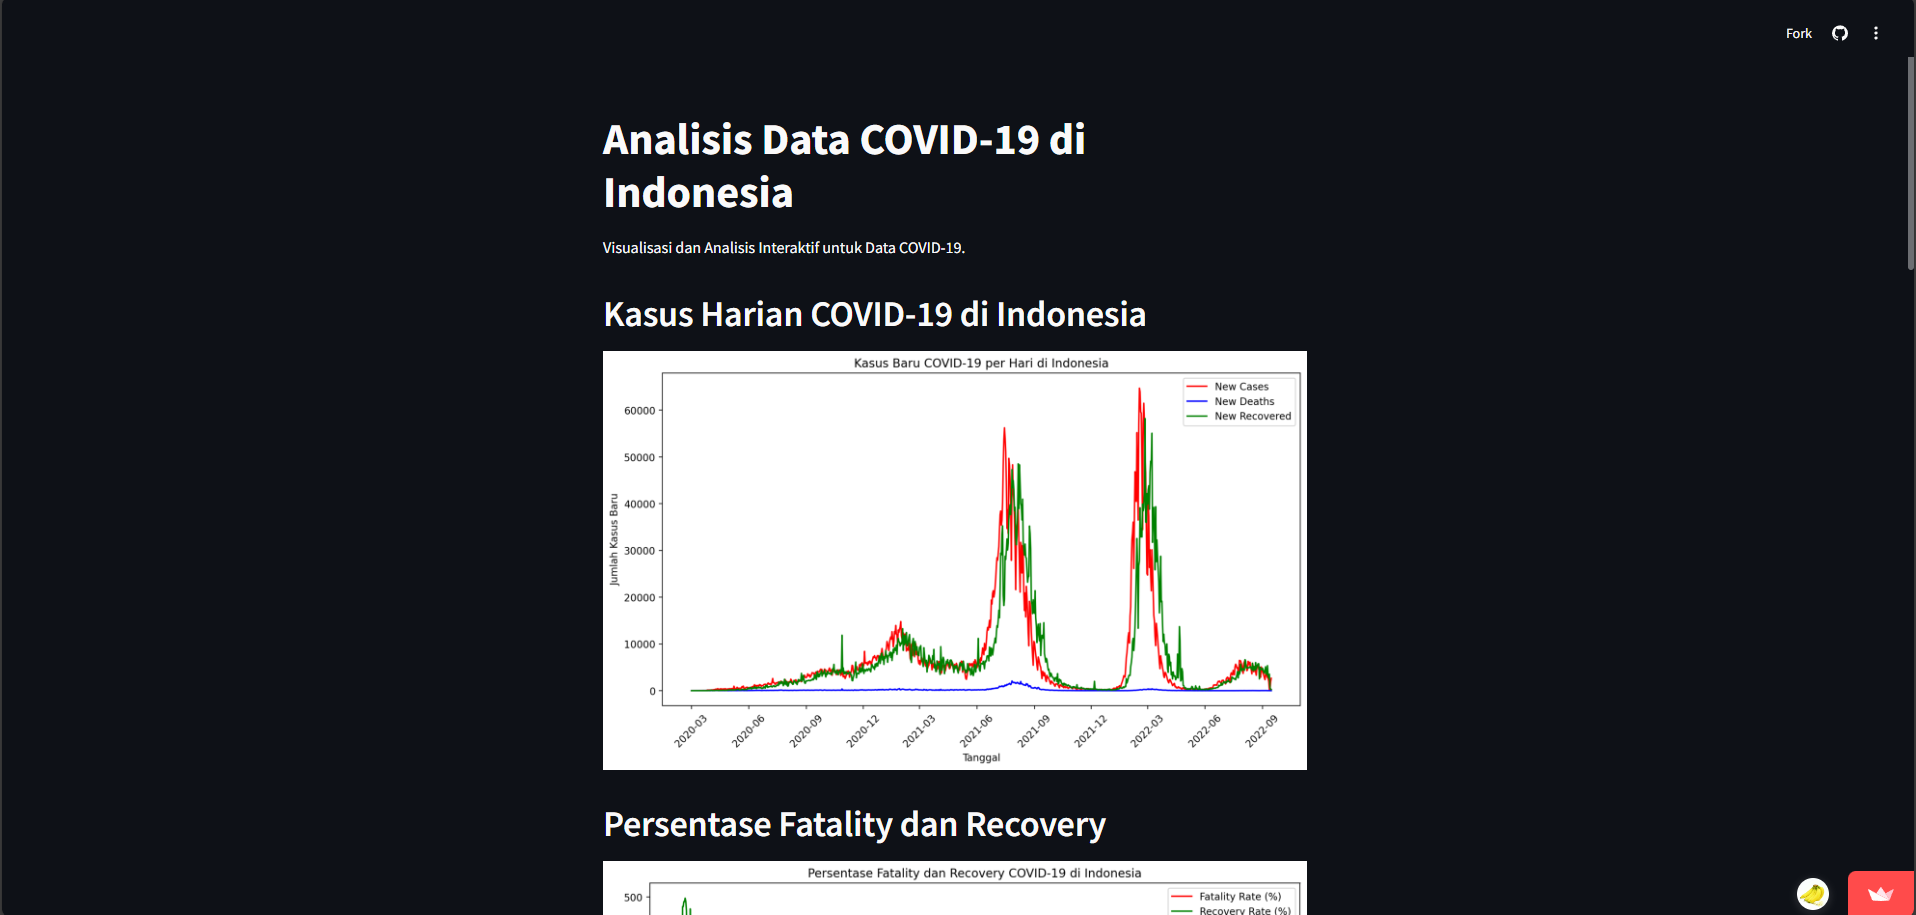 Fork
Analisis Data COVID-19 di
Indonesia
Visualisasi dan Analisis Interaktif untuk Data COVID-19.
Kasus Harian COVID-19 di Indonesia
Kasus Baru COVID-19 per Hari di Indonesia
New Cases
New Deaths
New Recovered
60000
50000
40000
30000
20000
10000
0
Jumlah Kasus Baru
2020-03
2020-06
2020-09
2020-12
2021-03
2021-06
2021-09
2021-12
2022-03
2022-06
2022-09
Tanggal
Persentase Fatality dan Recovery
Persentase Fatality dan Recovery COVID-19 di Indonesia
500
Fatality Rate (%)
Recovery Rate (%)